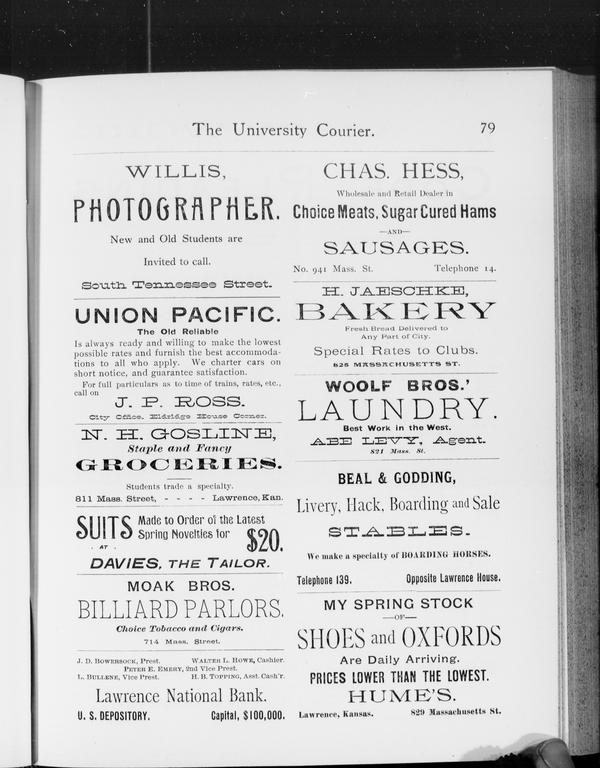 The University Courier. 79
WILLIS,
PHOTOGRAPHER.
New and Old Students are
Invited to call.
South Tennessee Street.
UNION PACIFIC.
The Old Reliable
Is always ready and willing to make the lowest
possible rates and furnish the best accommoda-
tions to all who apply. We charter cars on
short notice, and guarantee satisfaction.
For full particulars as to time of trains, rates, etc.,
call on
J. P. ROSS.
City Office, Eldridge House Corner.
N. H. GOSLINE,
Staple and Fancy
GROCERIES.
Students trade a specialty.
811 Mass. Street, - - - - Lawrence, Kan.
SUITS Made to Order of the Latest
Spring Novelties for
AT $20.
DAVIES, THE TAILOR.
MOAK BROS.
BILLIARD PARLORS.
Choice Tobacco and Cigars.
714 Mass. Street.
J. D. BOWERSOCK, Prest. WALTER L. HOWE, Cashier.
PETER E. EMERY, 2nd Vice Prest.
L. BULLENE, Vice Prest. H. B. TOPPING, Asst. Cash'r.
Lawrence National Bank.
U. S. DEPOSITORY. Capital, $100,000.
CHAS. HESS,
Wholesale and Retail Dealer in
Choice Meats, Sugar Cured Hams
—AND—
SAUSAGES.
No. 941 Mass. St. Telephone 14.
H. JAESCHKE,
BAKERY
Fresh Bread Delivered to
Any Part of City.
Special Rates to Clubs.
825 MASSACHUSETTS ST.
WOOLF BROS.'
LAUNDRY.
Best Work in the West.
ABE LEVY, Agent.
821 Mass. St.
BEAL & GODDING,
Livery, Hack, Boarding and Sale
STABLES.
We make a specialty of BOARDING HORSES.
Telephone 139. Opposite Lawrence House.
MY SPRING STOCK
—OF—
SHOES and OXFORDS
Are Daily Arriving.
PRICES LOWER THAN THE LOWEST.
HUME'S.
Lawrence, Kansas. 829 Massachusetts St.